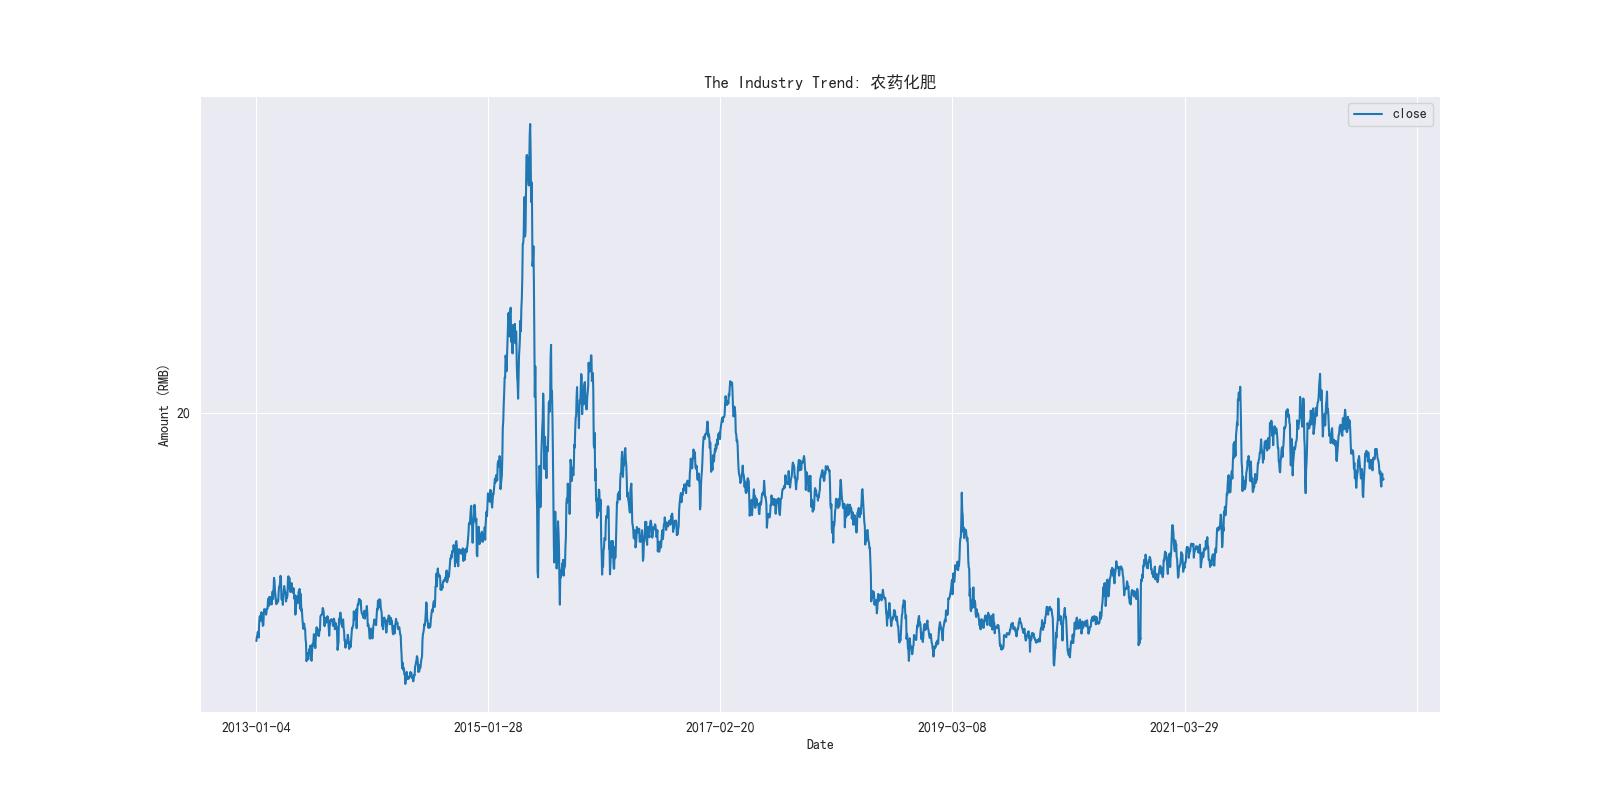 The Industry Trend: 农药化肥
close
Amount (RMB)
20
2013-01-04
2015-01-28
2017-02-20
2019-03-08
2021-03-29
Date